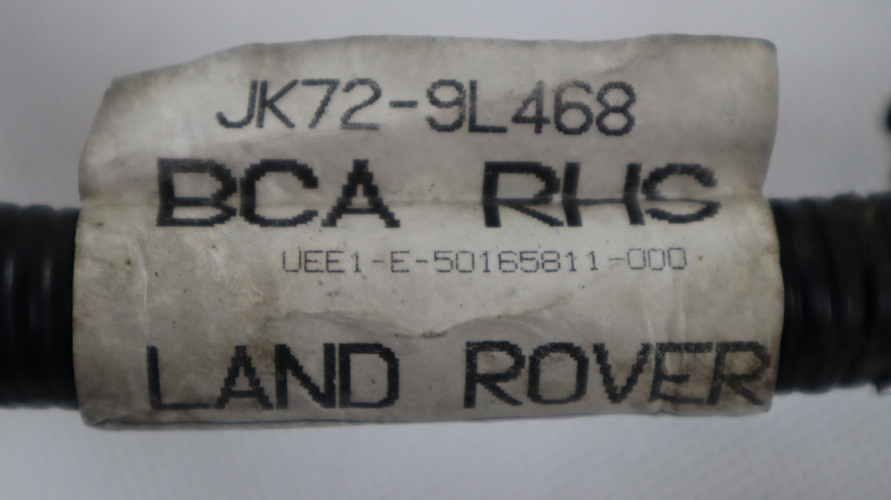 JK72-9L468
BCA RHS
UEE1-E-50165811-000
LAND ROVER